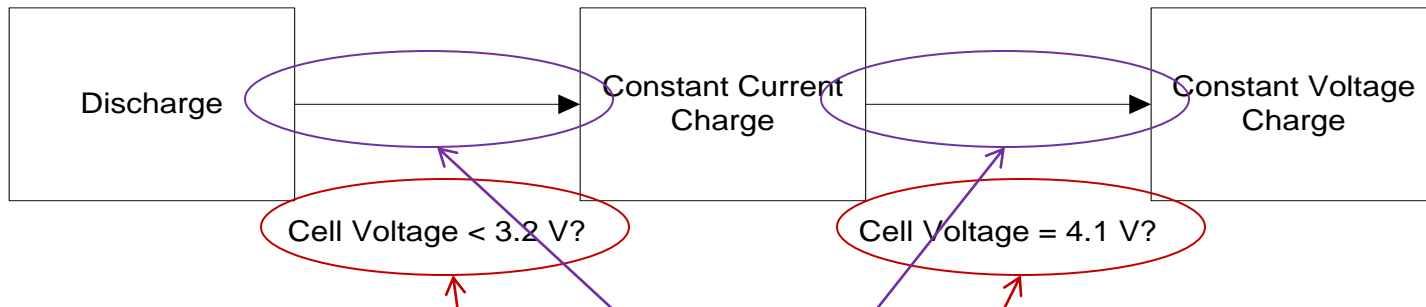 Discharge
Constant Current
Charge
Constant Voltage
Charge
Cell Voltage < 3.2 V?
Cell Voltage = 4.1 V?